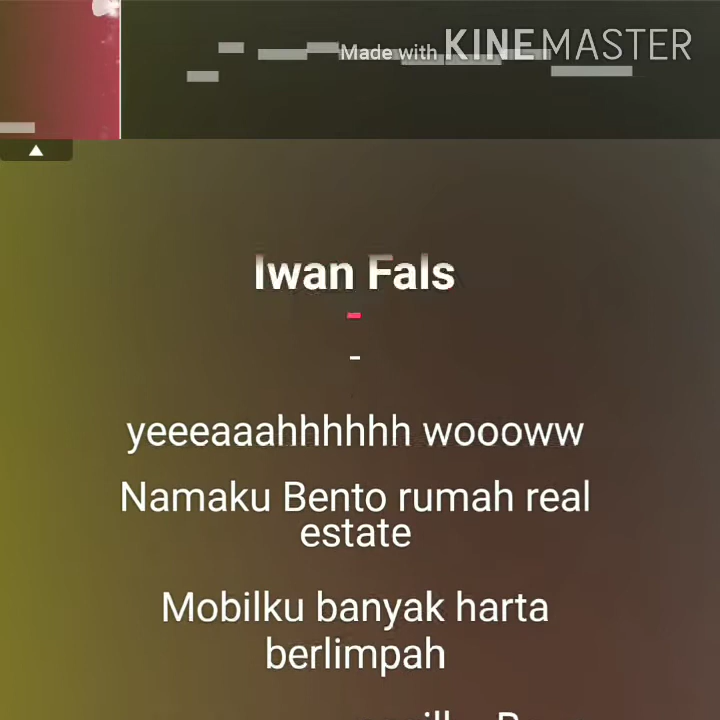 Made with KINEMASTER
Iwan Fals
-
-
yeeeaaahhhhhh woooww
Namaku Bento rumah real
estate
Mobilku banyak harta
berlimpah